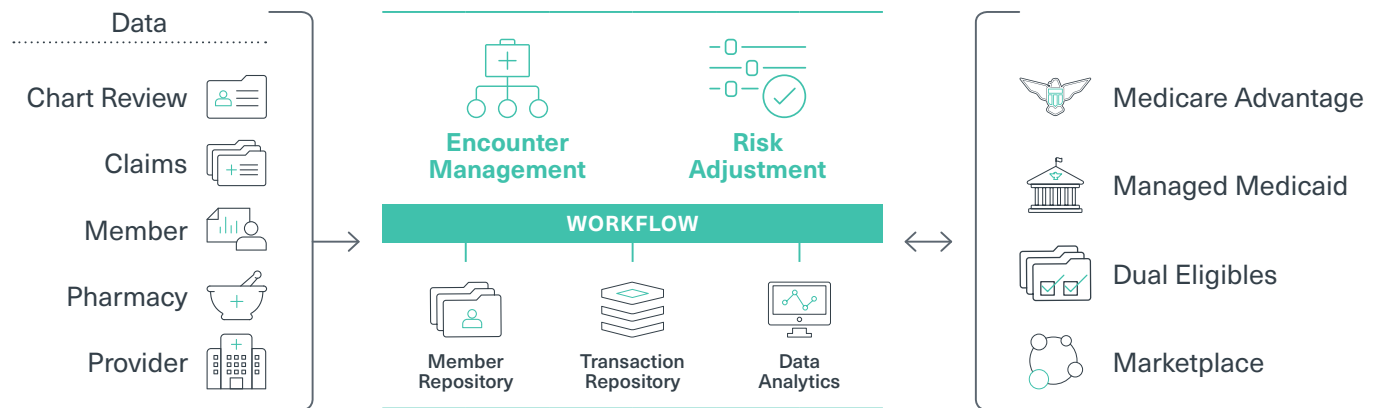 Data
Chart Review
Claims
Member
Pharmacy
Provider
Encounter
Management
Risk
Adjustment
WORKFLOW
Member
Repository
Transaction
Repository
Data
Analytics
Medicare Advantage
Managed Medicaid
Dual Eligibles
Marketplace